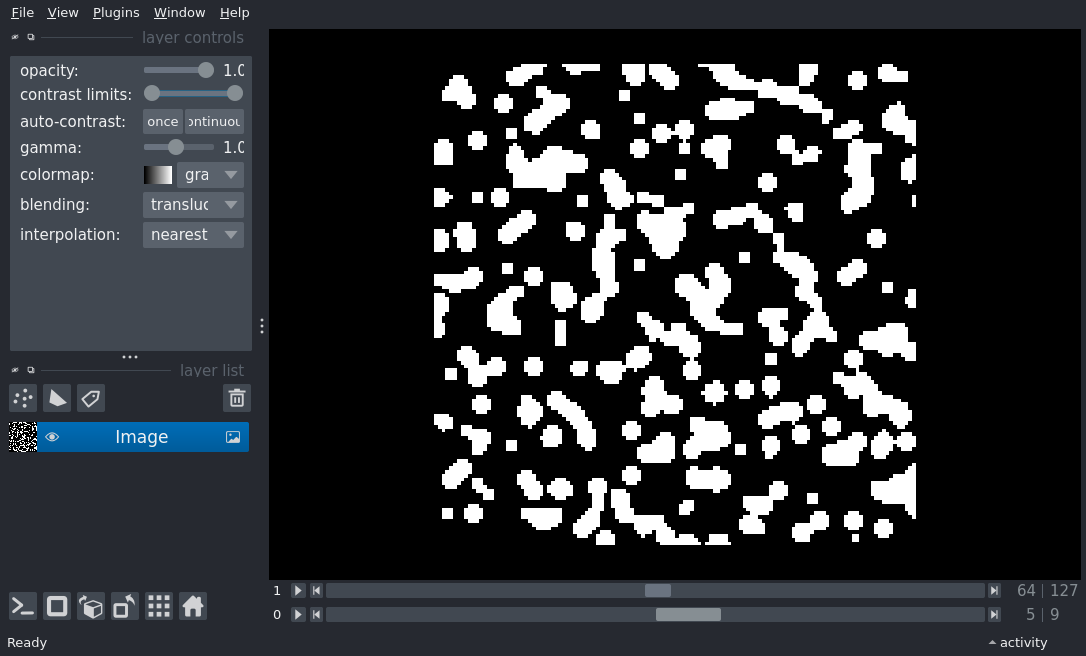 File View Plugins Window Help
layer controls
opacity: 1.0
contrast limits:
auto-contrast: once ontinuou
gamma: 1.0
colormap: gra
blending: transluc
interpolation: nearest
layer list
Image
1 64 | 127
0 5 | 9
Ready activity